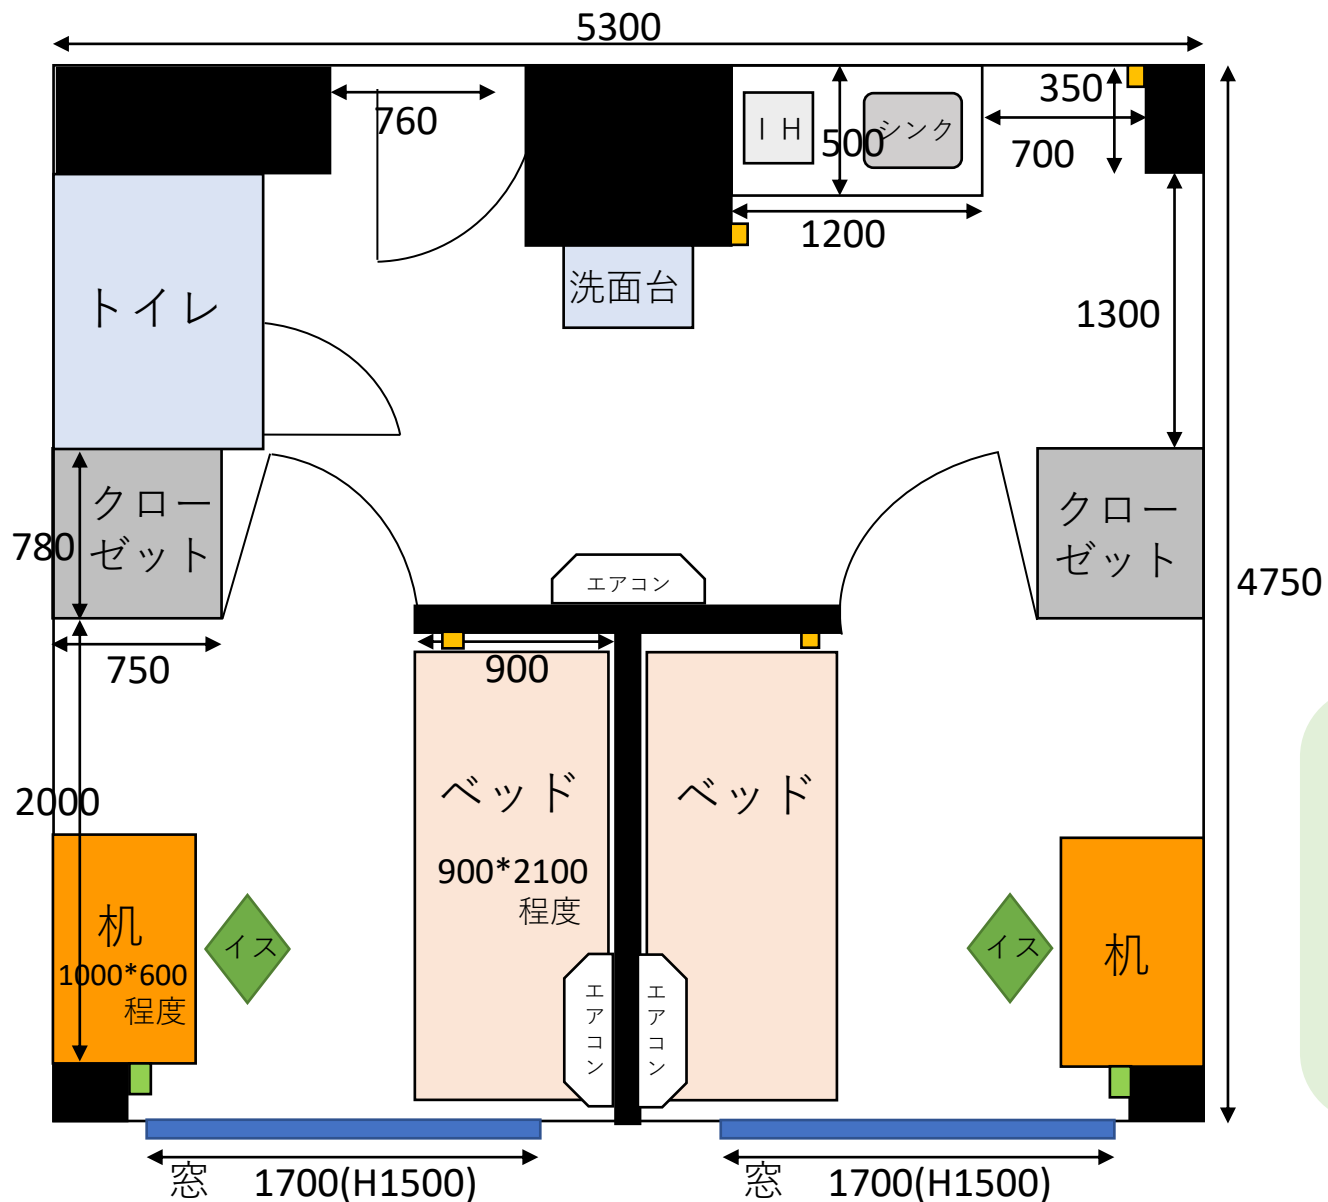 5300
760
350
ＩＨ
500
シンク
700
1200
トイレ
洗面台
1300
クロー
ゼット
780
クロー
ゼット
エアコン
4750
750
900
2000
ベッド
900*2100
程度
ベッド
机
1000*600
程度
イス
エアコン
エアコン
イス
机
窓 1700(H1500)
窓 1700(H1500)